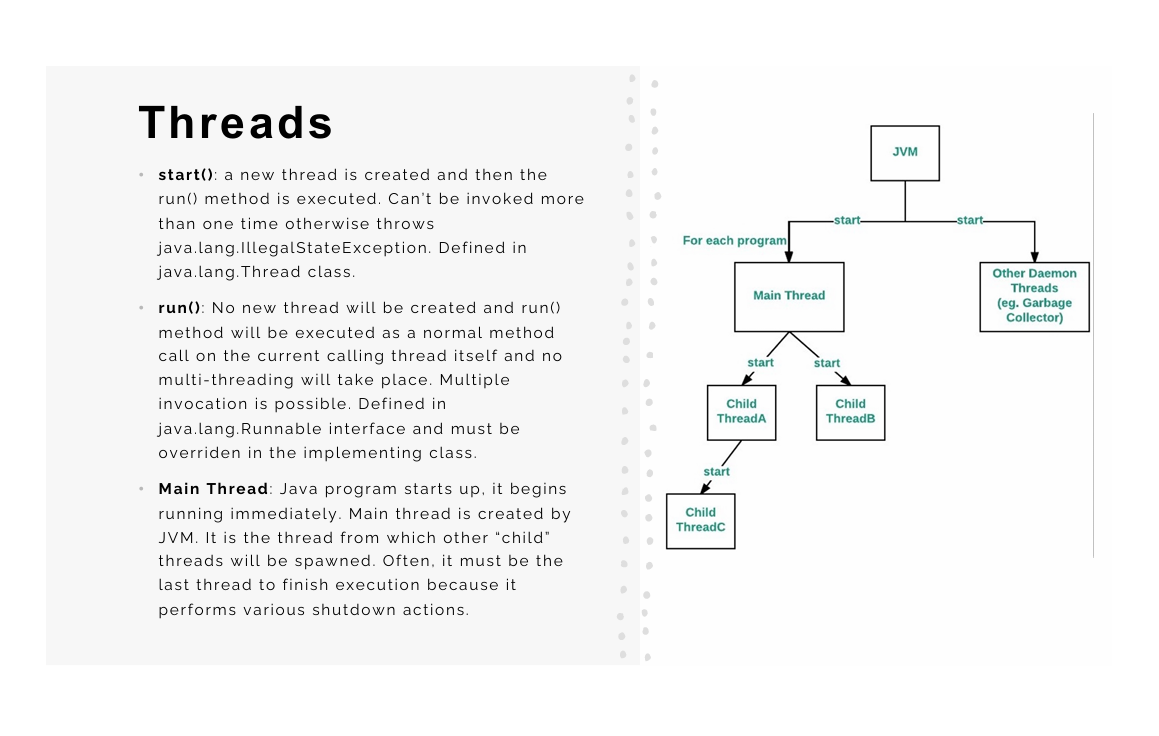 Threads
• start(): a new thread is created and then the
run() method is executed. Can't be invoked more
than one time otherwise throws
java.lang.IllegalStateException. Defined in
java.lang.Thread class.
• run(): No new thread will be created and run()
method will be executed as a normal method
call on the current calling thread itself and no
multi-threading will take place. Multiple
invocation is possible. Defined in
java.lang.Runnable interface and must be
overriden in the implementing class.
• Main Thread: Java program starts up, it begins
running immediately. Main thread is created by
JVM. It is the thread from which other “child”
threads will be spawned. Often, it must be the
last thread to finish execution because it
performs various shutdown actions.
JVM
start
start
For each program
Main Thread
Other Daemon
Threads
(eg. Garbage
Collector)
start
start
Child
ThreadA
Child
ThreadB
start
Child
ThreadC